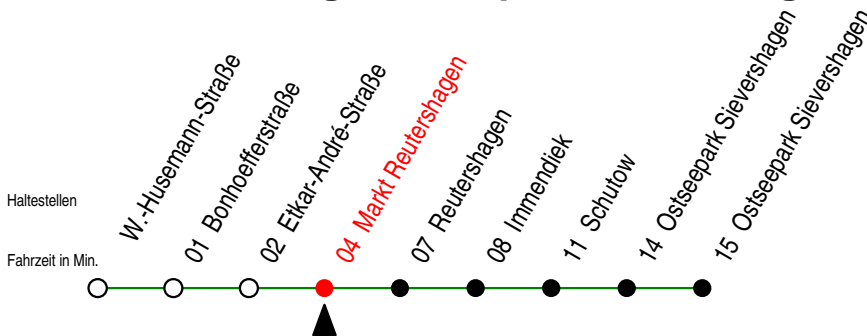 Haltestellen
Fahrzeit in Min.
W.-Husemann-Straße
01 Bonhoefferstraße
02 Etkar-André-Straße
04 Markt Reutershagen
07 Reutershagen
08 Immendiek
11 Schutow
14 Ostseepark Sievershagen
15 Ostseepark Sievershagen